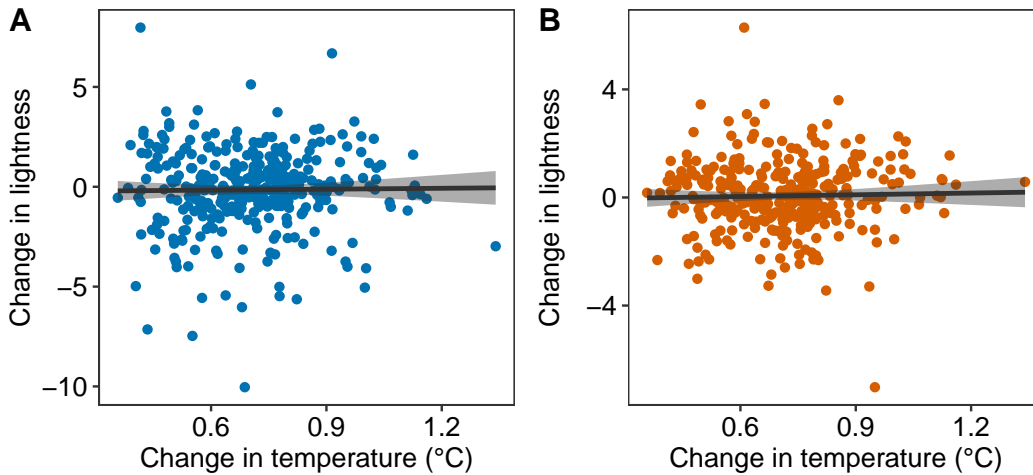 A
Change in lightness
5
0
−5
−10
0.6 0.9 1.2
Change in temperature (°C)
B
Change in lightness
4
0
−4
0.6 0.9 1.2
Change in temperature (°C)